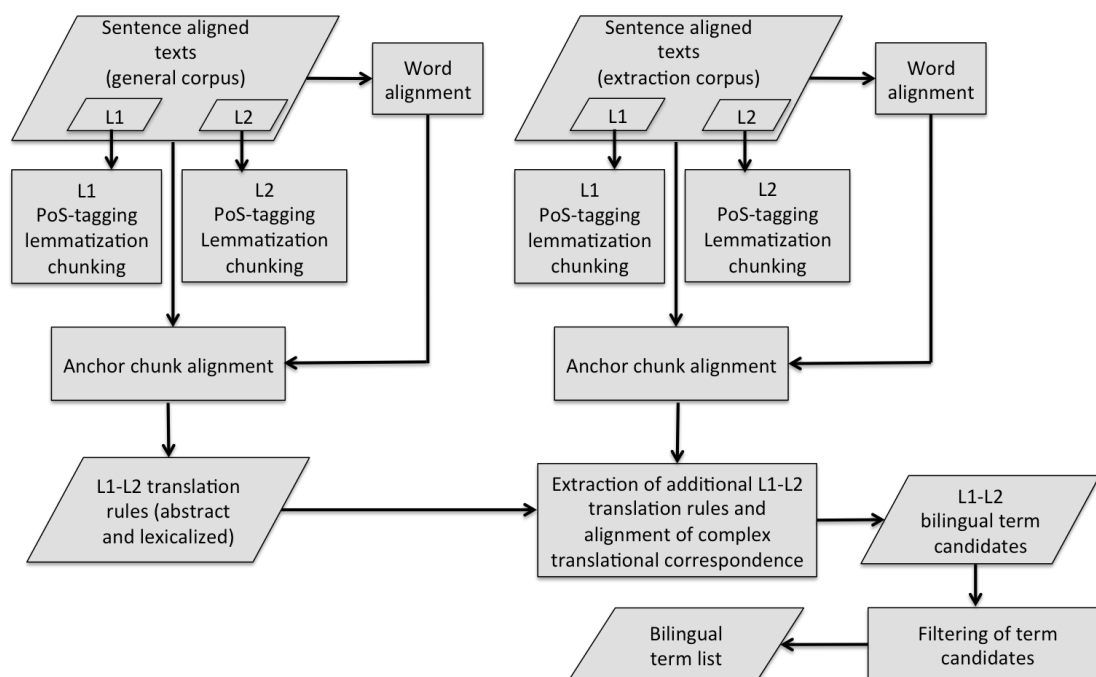 Sentence aligned
texts
(general corpus)
L1
L2
Word
alignment
L1
PoS-tagging
lemmatization
chunking
L2
PoS-tagging
Lemmatization
chunking
Anchor chunk alignment
L1-L2 translation
rules (abstract
and lexicalized)
Sentence aligned
texts
(extraction corpus)
L1
L2
Word
alignment
L1
PoS-tagging
lemmatization
chunking
L2
PoS-tagging
Lemmatization
chunking
Anchor chunk alignment
Extraction of additional L1-L2
translation rules and
alignment of complex
translational correspondence
L1-L2
bilingual term
candidates
Filtering of term
candidates
Bilingual
term list